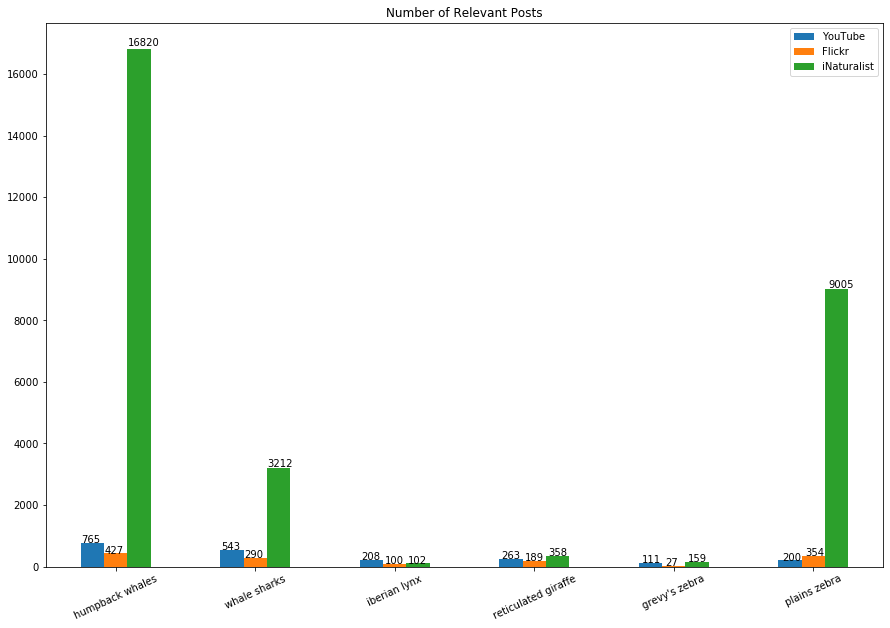 Number of Relevant Posts
YouTube
Flickr
iNaturalist
16000
14000
12000
10000
8000
6000
4000
2000
0
765
427
16820
543
290
3212
208
100
102
263
189
358
111
27
159
200
354
9005
humpback whales
whale sharks
iberian lynx
reticulated giraffe
grevy's zebra
plains zebra